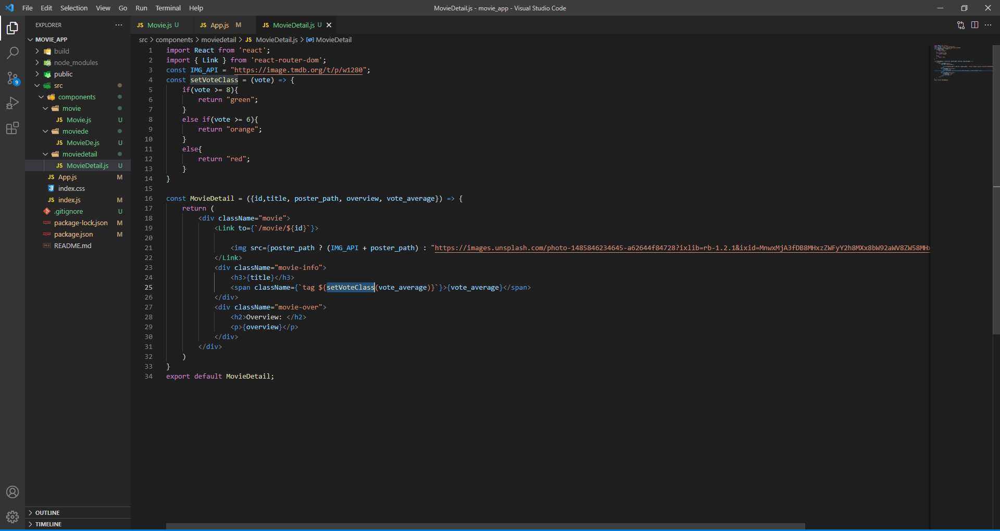 File Edit Selection View Go Run Terminal Help
MovieDetail.js - movie_app - Visual Studio Code
EXPLORER
MOVIE_APP
build
node_modules
public
src
components
movie
JS Movie.js U
moviede
JS MovieDe.js U
moviedetail
JS MovieDetail.js U
JS App.js M
index.css
JS index.js M
.gitignore U
package-lock.json M
package.json M
README.md
OUTLINE
TIMELINE
9
JS Movie.js U JS App.js M JS MovieDetail.js U
src > components > moviedetail > JS MovieDetail.js > MovieDetail
1 import React from 'react';
2 import { Link } from 'react-router-dom';
3 const IMG_API = "https://image.tmdb.org/t/p/w1280";
4 const setVoteClass = (vote) => {
5 if(vote >= 8){
6 return "green";
7 }
8 else if(vote >= 6){
9 return "orange";
10 }
11 else{
12 return "red";
13 }
14 }
15
16 const MovieDetail = ({id,title, poster_path, overview, vote_average}) => {
17 return (
18 <div className="movie">
19 <Link to={`/movie/${id}`}>
20
21 <img src={poster_path ? (IMG_API + poster_path) : "https://images.unsplash.com/photo-1485846234645-a62644f84728?ixlib=rb-1.2.1&ixid=MnwxMjA3fDB8MHxzZWFyY2h8MXx8bW92aWV8ZW58MHx
22 </Link>
23 <div className="movie-info">
24 <h3>{title}</h3>
25 <span className={`tag ${setVoteClass(vote_average)}`}>{vote_average}</span>
26 </div>
27 <div className="movie-over">
28 <h2>Overview: </h2>
29 <p>{overview}</p>
30 </div>
31 </div>
32 )
33 }
34 export default MovieDetail;